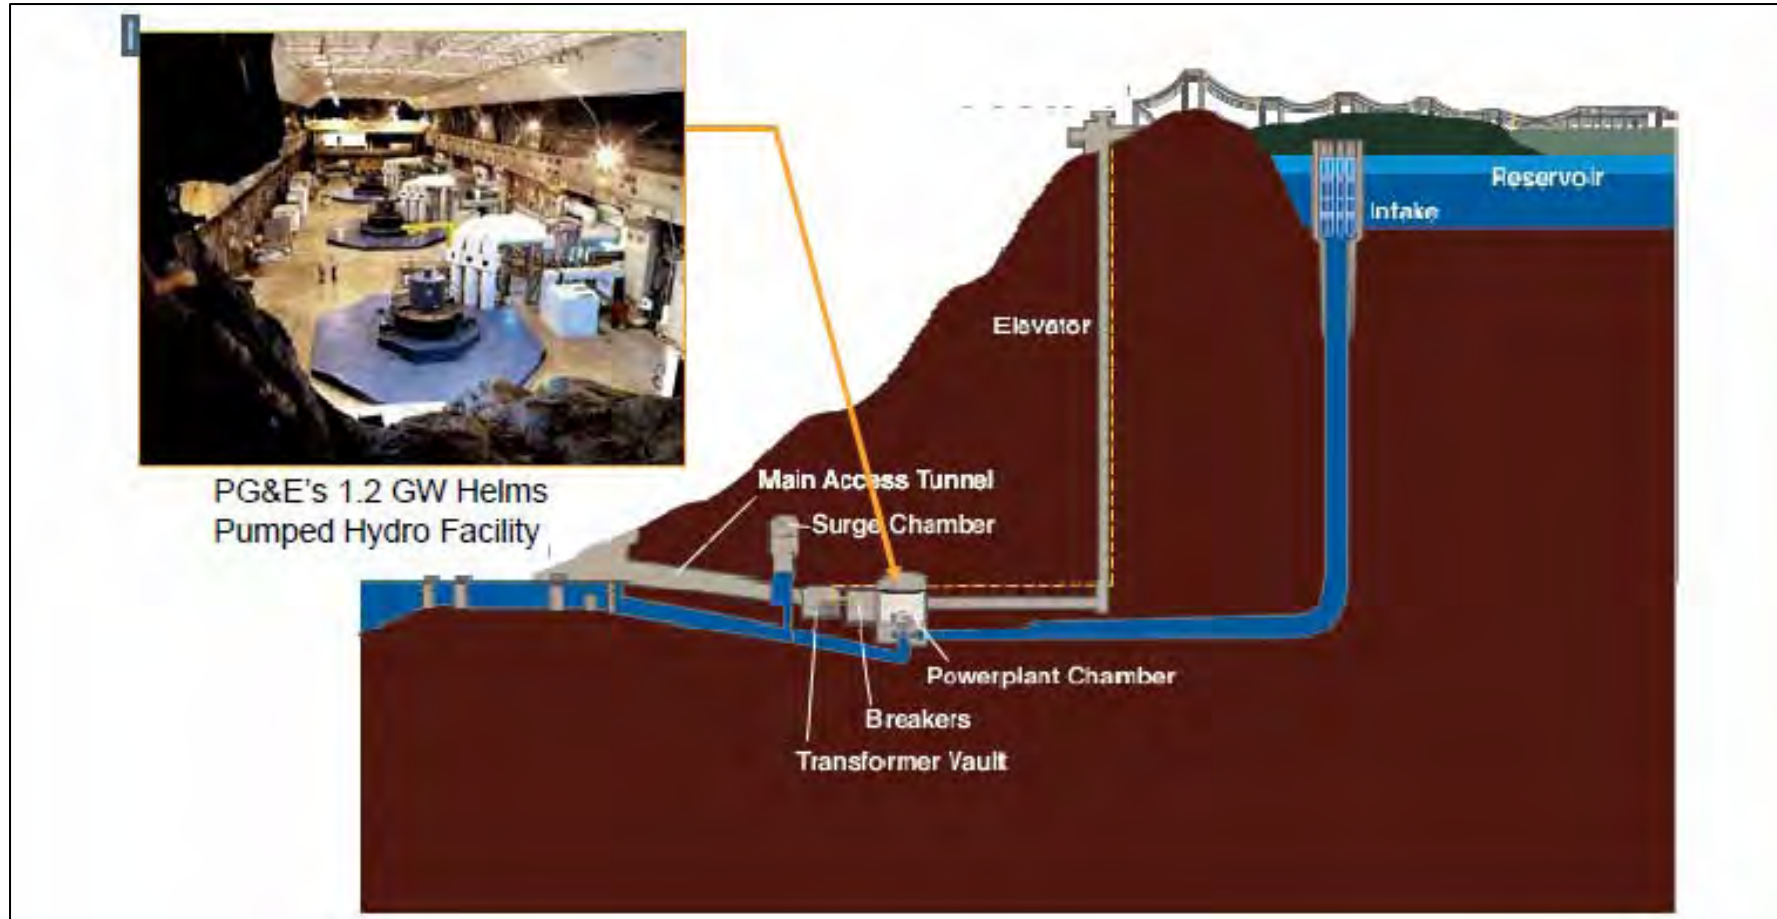 PG&E's 1.2 GW Helms
Pumped Hydro Facility
Reservoir
Intake
Elevator
Main Access Tunnel
Surge Chamber
Powerplant Chamber
Breakers
Transformer Vault